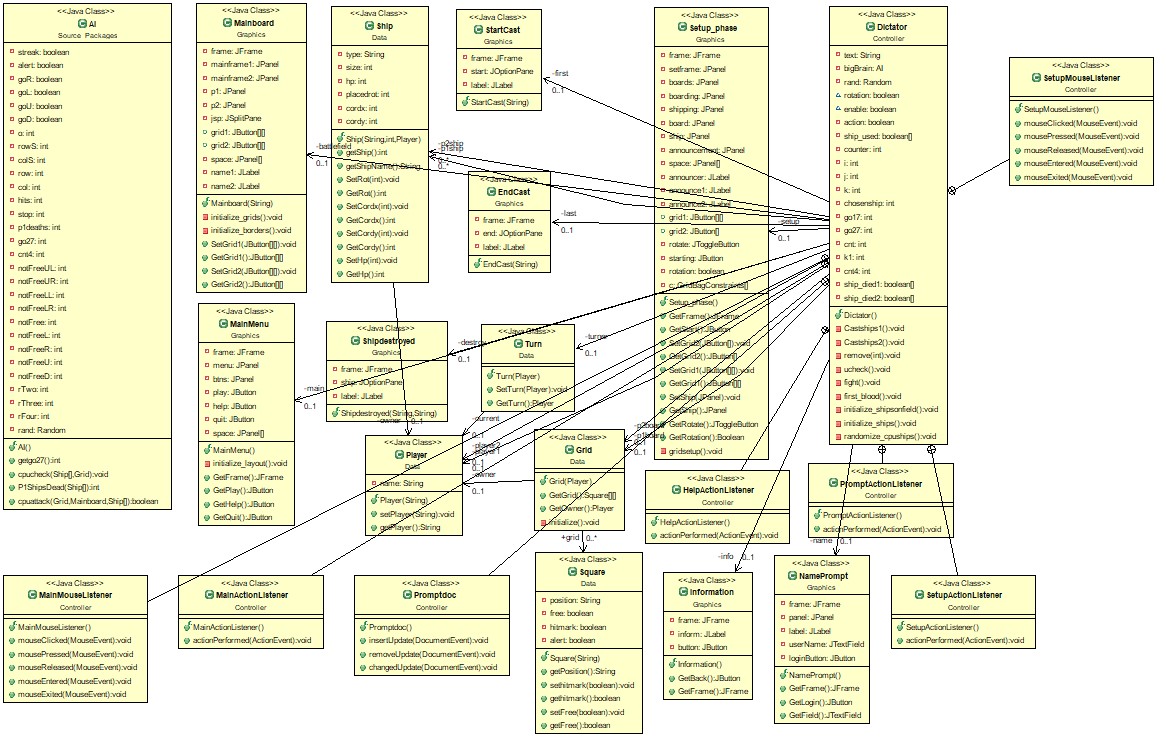 <<Java Class>>
AI
Source_Packages
streak: boolean
alert: boolean
goR: boolean
goL: boolean
goU: boolean
goD: boolean
o: int
rowS: int
colS: int
row: int
col: int
hits: int
stop: int
p1deaths: int
go27: int
cnt4: int
notFreeUL: int
notFreeUR: int
notFreeLL: int
notFreeLR: int
notFree: int
notFreeL: int
notFreeR: int
notFreeU: int
notFreeD: int
rTwo: int
rThree: int
rFour: int
rand: Random
AI()
getgo27():int
cpucheck(Ship[],Grid):void
P1ShipsDead(Ship[]):int
cpuattack(Grid,Mainboard,Ship[]):boolean
<<Java Class>>
Mainboard
Graphics
frame: JFrame
mainframe1: JPanel
mainframe2: JPanel
p1: JPanel
p2: JPanel
jsp: JSplitPane
grid1: JButton[][]
grid2: JButton[][]
space: JPanel[]
name1: JLabel
name2: JLabel
Mainboard(String)
initialize_grids():void
initialize_borders():void
SetGrid1(JButton[][]):void
GetGrid1():JButton[][]
SetGrid2(JButton[][]):void
GetGrid2():JButton[][]
<<Java Class>>
Ship
Data
type: String
size: int
hp: int
placedrot: int
cordx: int
cordy: int
Ship(String,int,Player)
getShip():int
getShipName():String
SetRot(int):void
GetRot():int
SetCordx(int):void
GetCordx():int
SetCordy(int):void
GetCordy():int
SetHp(int):void
GetHp():int
<<Java Class>>
StartCast
Graphics
frame: JFrame
start: JOptionPane
label: JLabel
StartCast(String)
<<Java Class>>
EndCast
Graphics
frame: JFrame
end: JOptionPane
label: JLabel
EndCast(String)
<<Java Class>>
Setup_phase
Graphics
frame: JFrame
setframe: JPanel
boards: JPanel
boarding: JPanel
shipping: JPanel
board: JPanel
ship: JPanel
announcement: JPanel
space: JPanel[]
announcer: JLabel
announce1: JLabel
announce2: JLabel
grid1: JButton[][]
grid2: JButton[][]
rotate: JToggleButton
starting: JButton
rotation: boolean
c: GridBagConstraints[]
Setup_phase()
GetFrame():JFrame
GetStart():JButton
SetGrid2(JButton[][]):void
GetGrid2():JButton[][]
SetGrid1(JButton[][]):void
GetGrid1():JButton[][]
SetShip(JPanel):void
GetShip():JPanel
GetRotate():JToggleButton
GetRotation():Boolean
gridsetup():void
<<Java Class>>
Dictator
Controller
text: String
bigBrain: AI
rand: Random
rotation: boolean
enable: boolean
action: boolean
ship_used: boolean[]
counter: int
i: int
j: int
k: int
chosenship: int
go17: int
go27: int
cnt: int
k1: int
cnt4: int
ship_died1: boolean[]
ship_died2: boolean[]
Dictator()
Castships1():void
Castships2():void
remove(int):void
ucheck():void
fight():void
first_blood():void
initialize_shipsonfield():void
initialize_ships():void
randomize_cpuships():void
<<Java Class>>
SetupMouseListener
Controller
SetupMouseListener()
mouseClicked(MouseEvent):void
mousePressed(MouseEvent):void
mouseReleased(MouseEvent):void
mouseEntered(MouseEvent):void
mouseExited(MouseEvent):void
-first
0..1
-battlefield
0..1
-p2ship
-p1ship
0..*
-last
0..1
-setup
0..1
<<Java Class>>
MainMenu
Graphics
frame: JFrame
menu: JPanel
btns: JPanel
play: JButton
help: JButton
quit: JButton
space: JPanel[]
MainMenu()
initialize_layout():void
GetFrame():JFrame
GetPlay():JButton
GetHelp():JButton
GetQuit():JButton
<<Java Class>>
Shipdestroyed
Graphics
frame: JFrame
ship: JOptionPane
label: JLabel
Shipdestroyed(String,String)
<<Java Class>>
Turn
Data
Turn(Player)
SetTurn(Player):void
GetTurn():Player
-main
0..1
-destroy
0..1
-turner
0..1
-owner
0..1
-current
0..1
-player2
-player1
0..1
-owner
0..1
-p2board
-p1board
0..1
<<Java Class>>
Player
Data
name: String
Player(String)
setPlayer(String):void
getPlayer():String
<<Java Class>>
Grid
Data
Grid(Player)
GetGrid():Square[][]
GetOwner():Player
initialize():void
+grid
0..*
<<Java Class>>
HelpActionListener
Controller
HelpActionListener()
actionPerformed(ActionEvent):void
<<Java Class>>
PromptActionListener
Controller
PromptActionListener()
actionPerformed(ActionEvent):void
-info
0..1
-name
0..1
<<Java Class>>
MainMouseListener
Controller
MainMouseListener()
mouseClicked(MouseEvent):void
mousePressed(MouseEvent):void
mouseReleased(MouseEvent):void
mouseEntered(MouseEvent):void
mouseExited(MouseEvent):void
<<Java Class>>
MainActionListener
Controller
MainActionListener()
actionPerformed(ActionEvent):void
<<Java Class>>
Promptdoc
Controller
Promptdoc()
insertUpdate(DocumentEvent):void
removeUpdate(DocumentEvent):void
changedUpdate(DocumentEvent):void
<<Java Class>>
Square
Data
position: String
free: boolean
hitmark: boolean
alert: boolean
Square(String)
getPosition():String
sethitmark(boolean):void
gethitmark():boolean
setFree(boolean):void
getFree():boolean
<<Java Class>>
Information
Graphics
frame: JFrame
inform: JLabel
button: JButton
Information()
GetBack():JButton
GetFrame():JFrame
<<Java Class>>
NamePrompt
Graphics
frame: JFrame
panel: JPanel
label: JLabel
userName: JTextField
loginButton: JButton
NamePrompt()
GetFrame():JFrame
GetLogin():JButton
GetField():JTextField
<<Java Class>>
SetupActionListener
Controller
SetupActionListener()
actionPerformed(ActionEvent):void